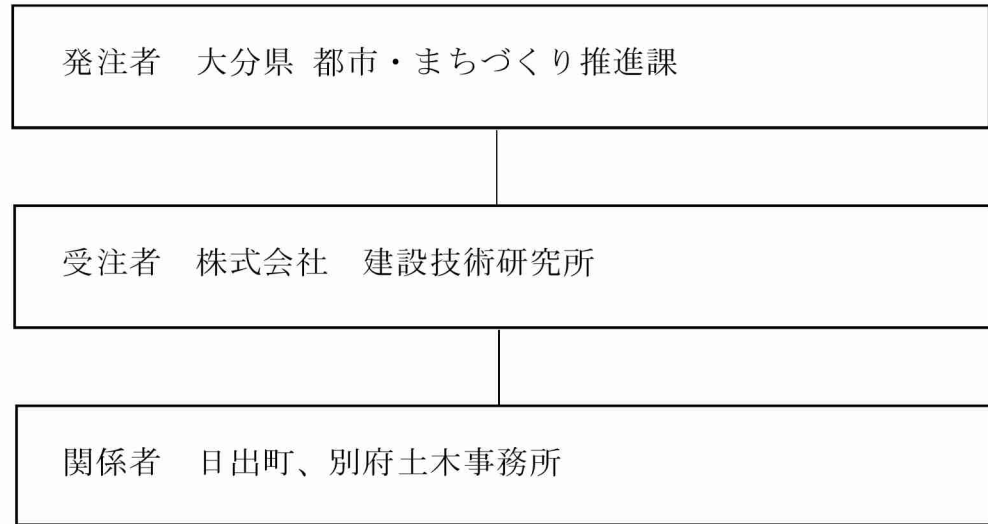 発注者　大分県 都市・まちづくり推進課
受注者　株式会社　建設技術研究所
関係者　日出町、別府土木事務所